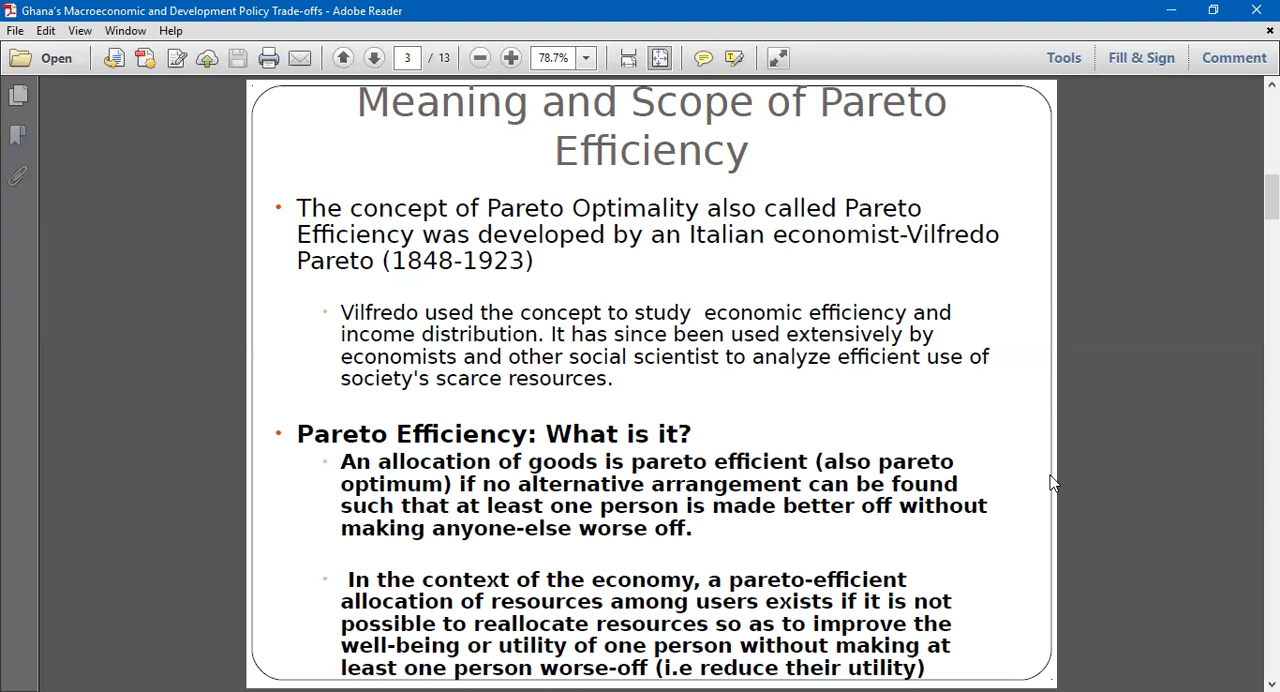 Ghana's Macroeconomic and Development Policy Trade-offs - Adobe Reader
File Edit View Window Help
Open 3 / 13 78.7% Tools Fill & Sign Comment
Meaning and Scope of Pareto
Efficiency
• The concept of Pareto Optimality also called Pareto
Efficiency was developed by an Italian economist-Vilfredo
Pareto (1848-1923)
• Vilfredo used the concept to study  economic efficiency and
income distribution. It has since been used extensively by
economists and other social scientist to analyze efficient use of
society's scarce resources.
• Pareto Efficiency: What is it?
• An allocation of goods is pareto efficient (also pareto
optimum) if no alternative arrangement can be found
such that at least one person is made better off without
making anyone-else worse off.
• In the context of the economy, a pareto-efficient
allocation of resources among users exists if it is not
possible to reallocate resources so as to improve the
well-being or utility of one person without making at
least one person worse-off (i.e reduce their utility)